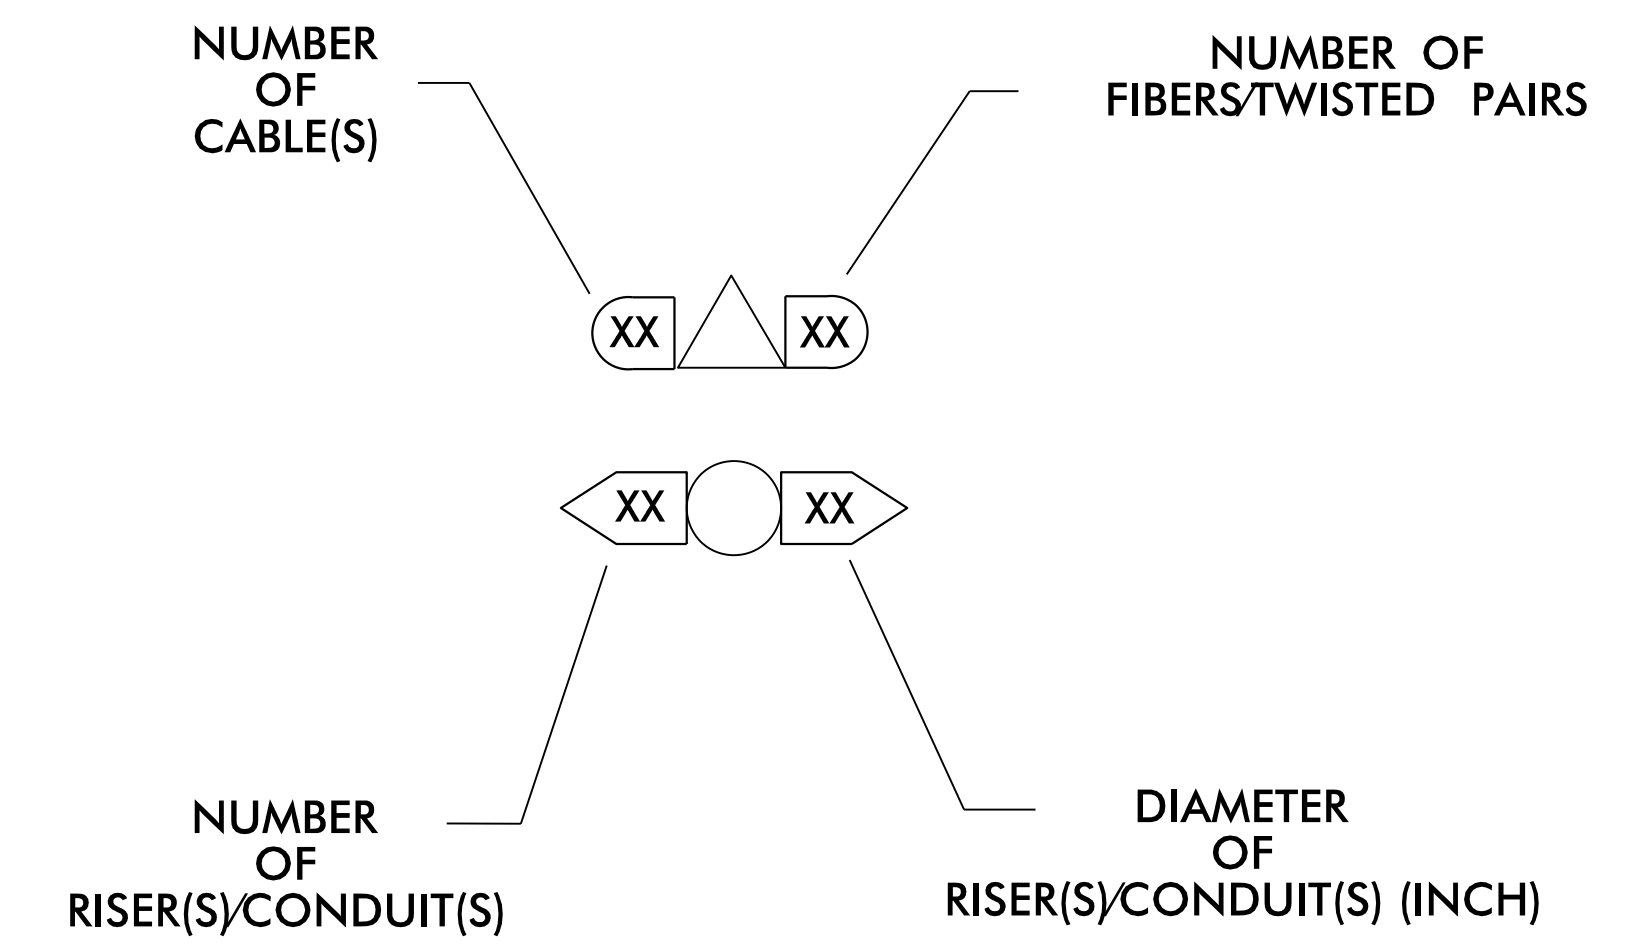 NUMBER
OF
CABLE(S)
NUMBER OF
FIBERS/TWISTED PAIRS
XX
XX
XX
XX
NUMBER
OF
RISER(S)/CONDUIT(S)
DIAMETER
OF
RISER(S)/CONDUIT(S) (INCH)